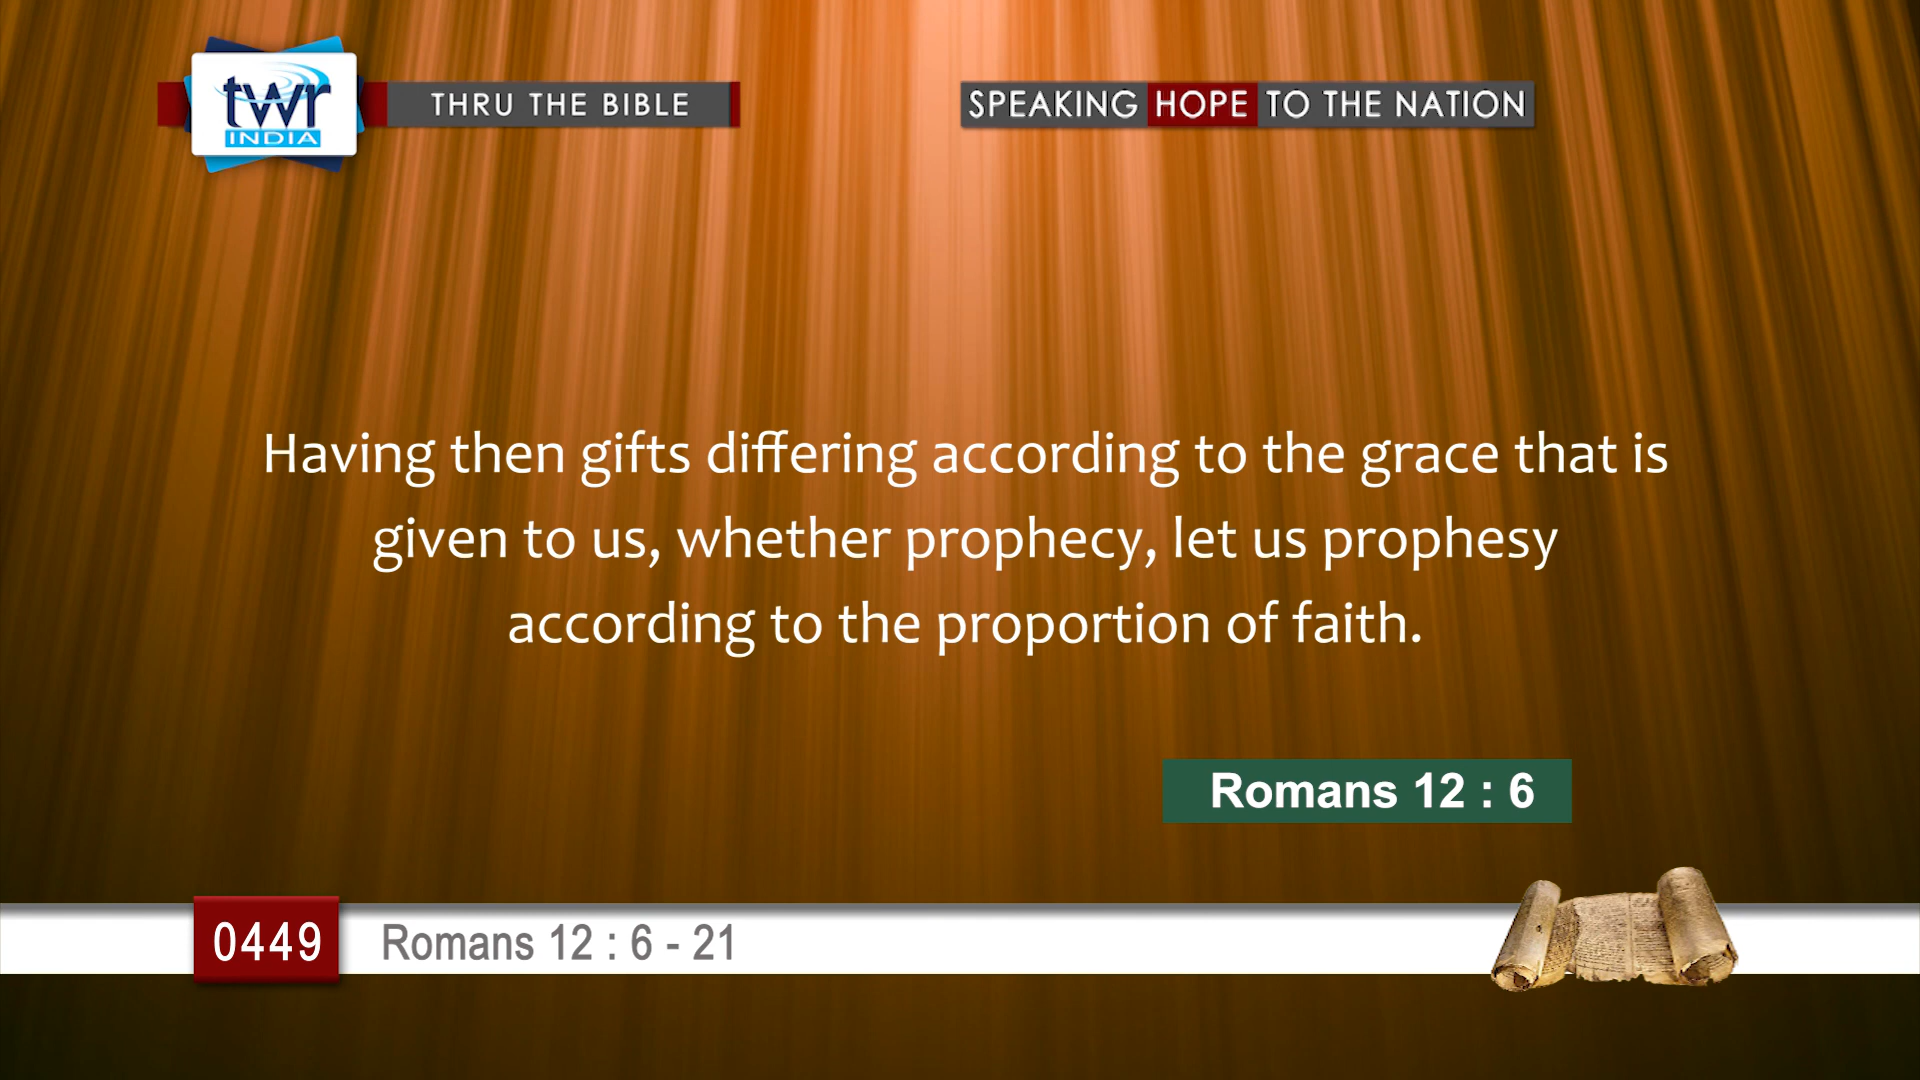 twr
INDIA
THRU THE BIBLE
SPEAKING HOPE TO THE NATION
Having then gifts differing according to the grace that is
given to us, whether prophecy, let us prophesy
according to the proportion of faith.
Romans 12 : 6
0449
Romans 12 : 6 - 21